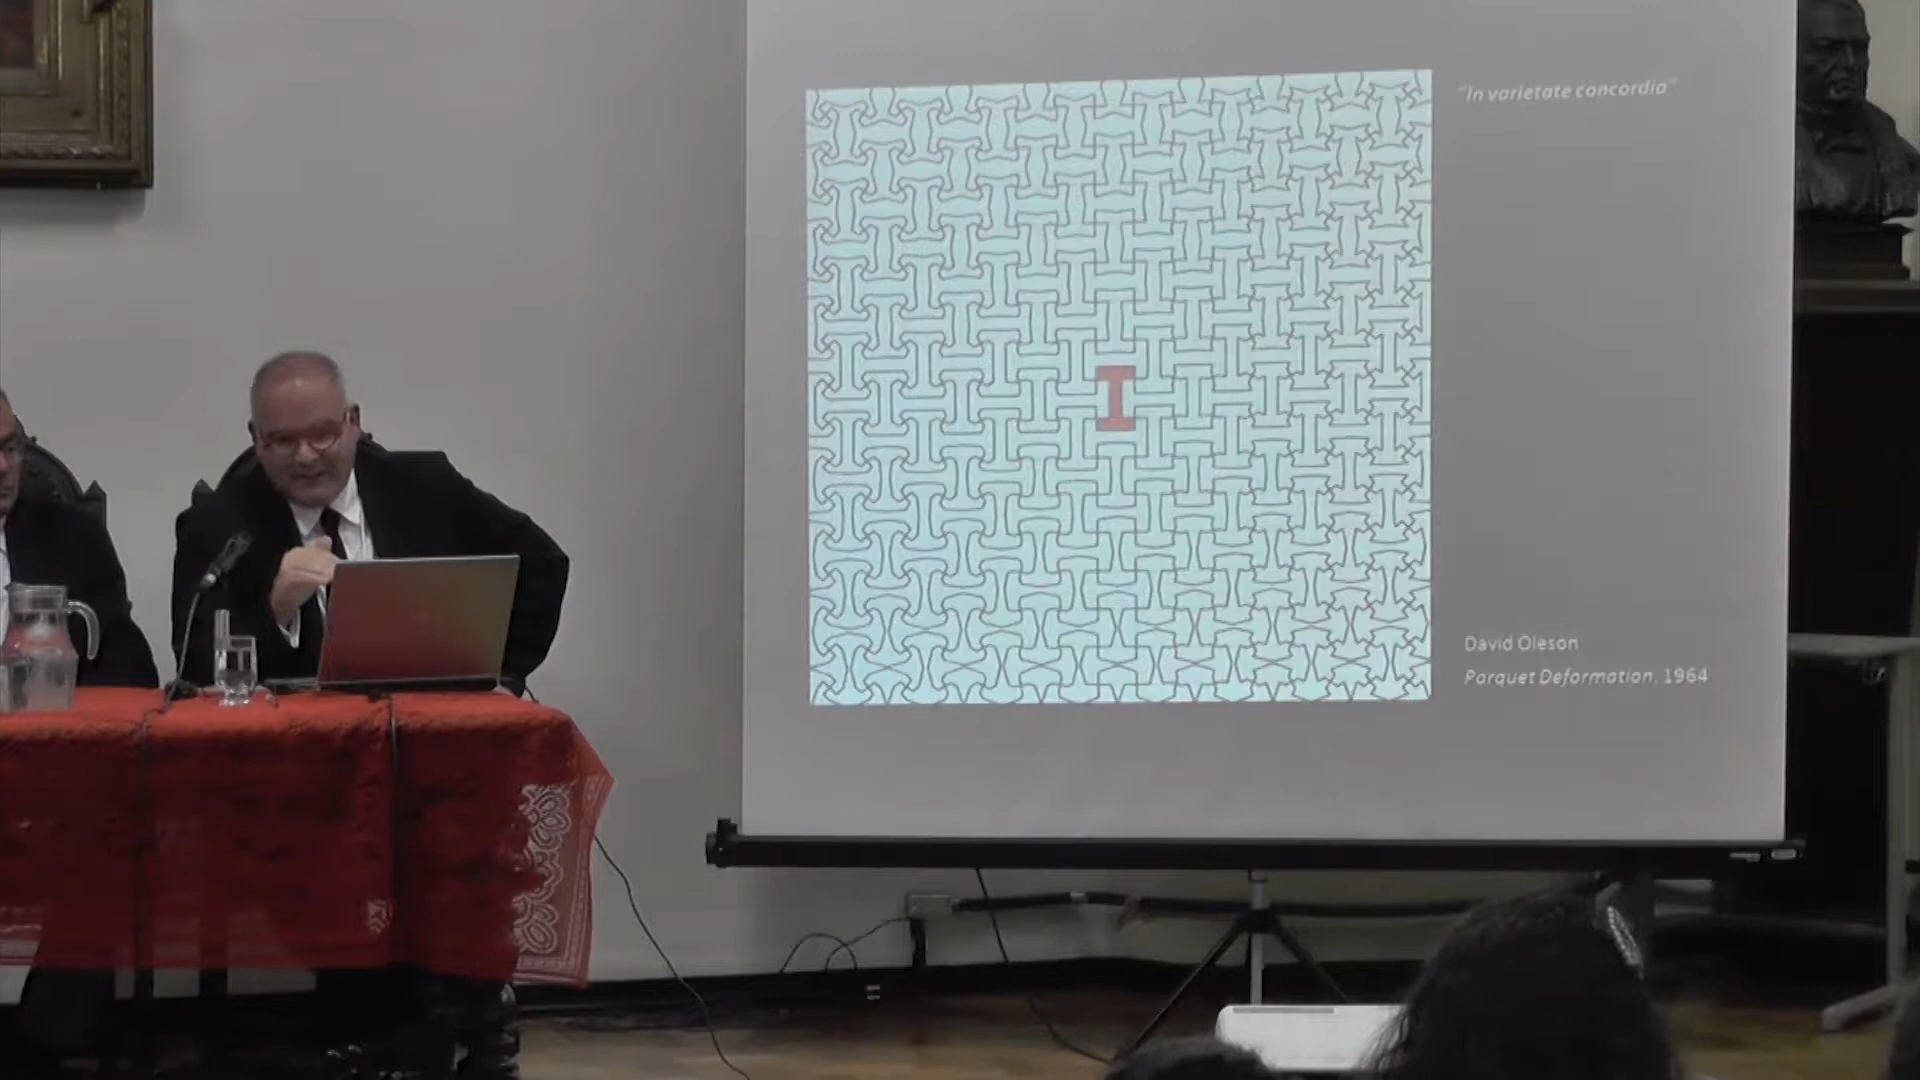 "In varietate concordia"
David Oleson
Parquet Deformation, 1964